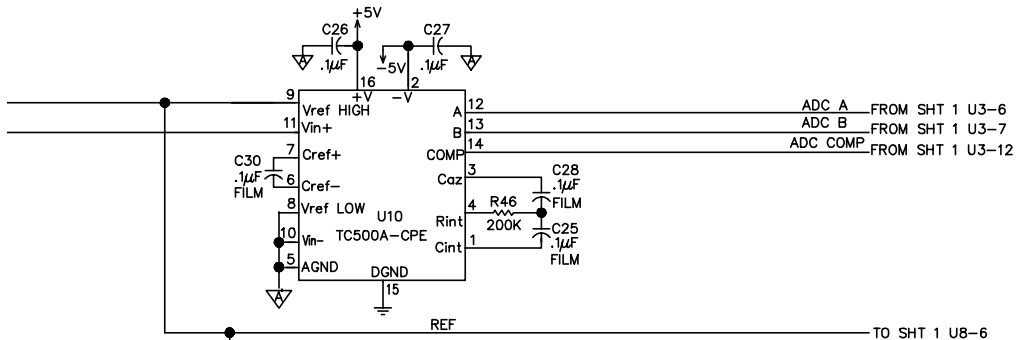 +5V
C26
.1µF
A
C27
-5V
.1µF
A
16
2
+V
-V
9
Vref HIGH
11
Vin+
7
Cref+
C30
.1µF
FILM
6
Cref-
8
Vref LOW
10
Vin-
5
AGND
A
U10
TC500A-CPE
DGND
15
A
12
ADC A
FROM SHT 1 U3-6
B
13
ADC B
FROM SHT 1 U3-7
COMP
14
ADC COMP
FROM SHT 1 U3-12
Caz
3
C28
.1µF
FILM
Rint
4
R46
200K
C25
.1µF
FILM
Cint
1
REF
TO SHT 1 U8-6